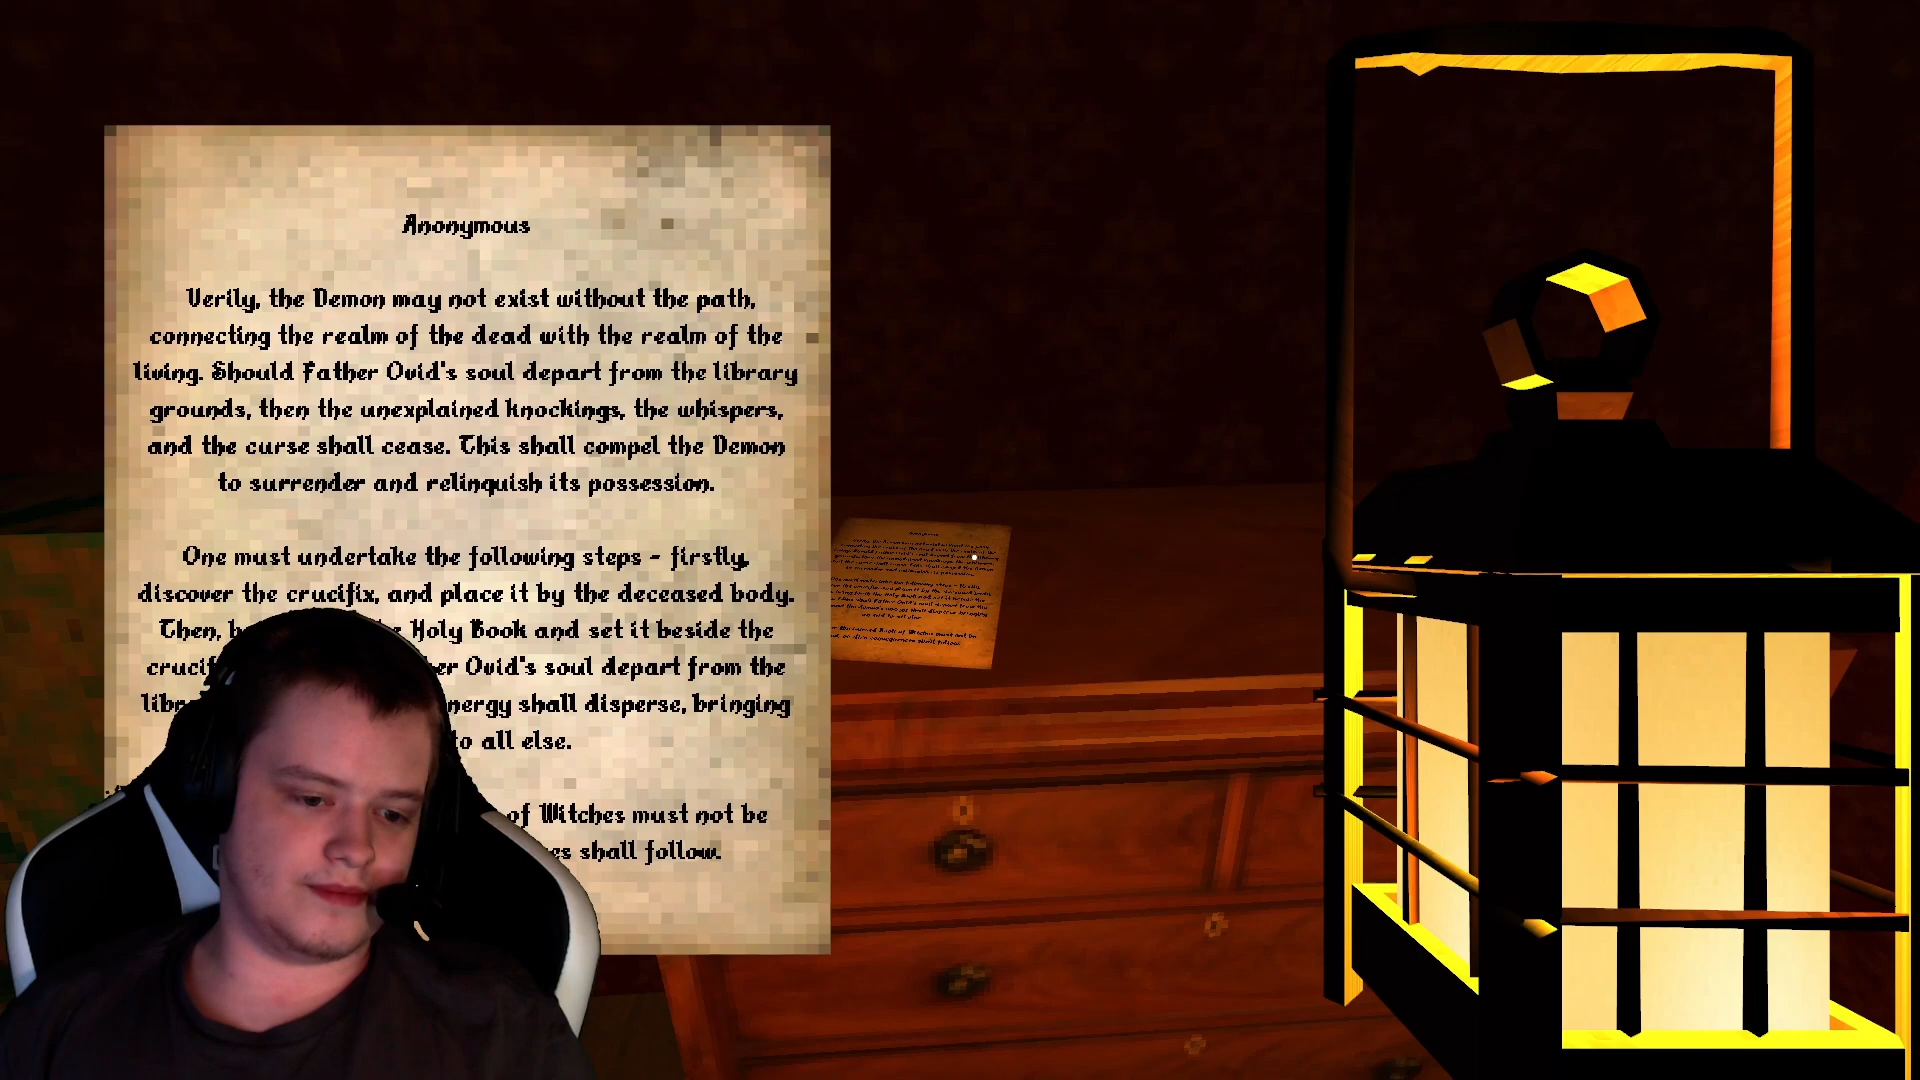 Anonymous
Verily, the Demon may not exist without the path,
connecting the realm of the dead with the realm of the
living. Should Father Ovid's soul depart from the library
grounds, then the unexplained knockings, the whispers,
and the curse shall cease. This shall compel the Demon
to surrender and relinquish its possession.
One must undertake the following steps - firstly,
discover the crucifix, and place it by the deceased body.
Then, Holy Book and set it beside the
Ovid's soul depart from the
shall disperse, bringing
to all else.
of Witches must not be
shall follow.